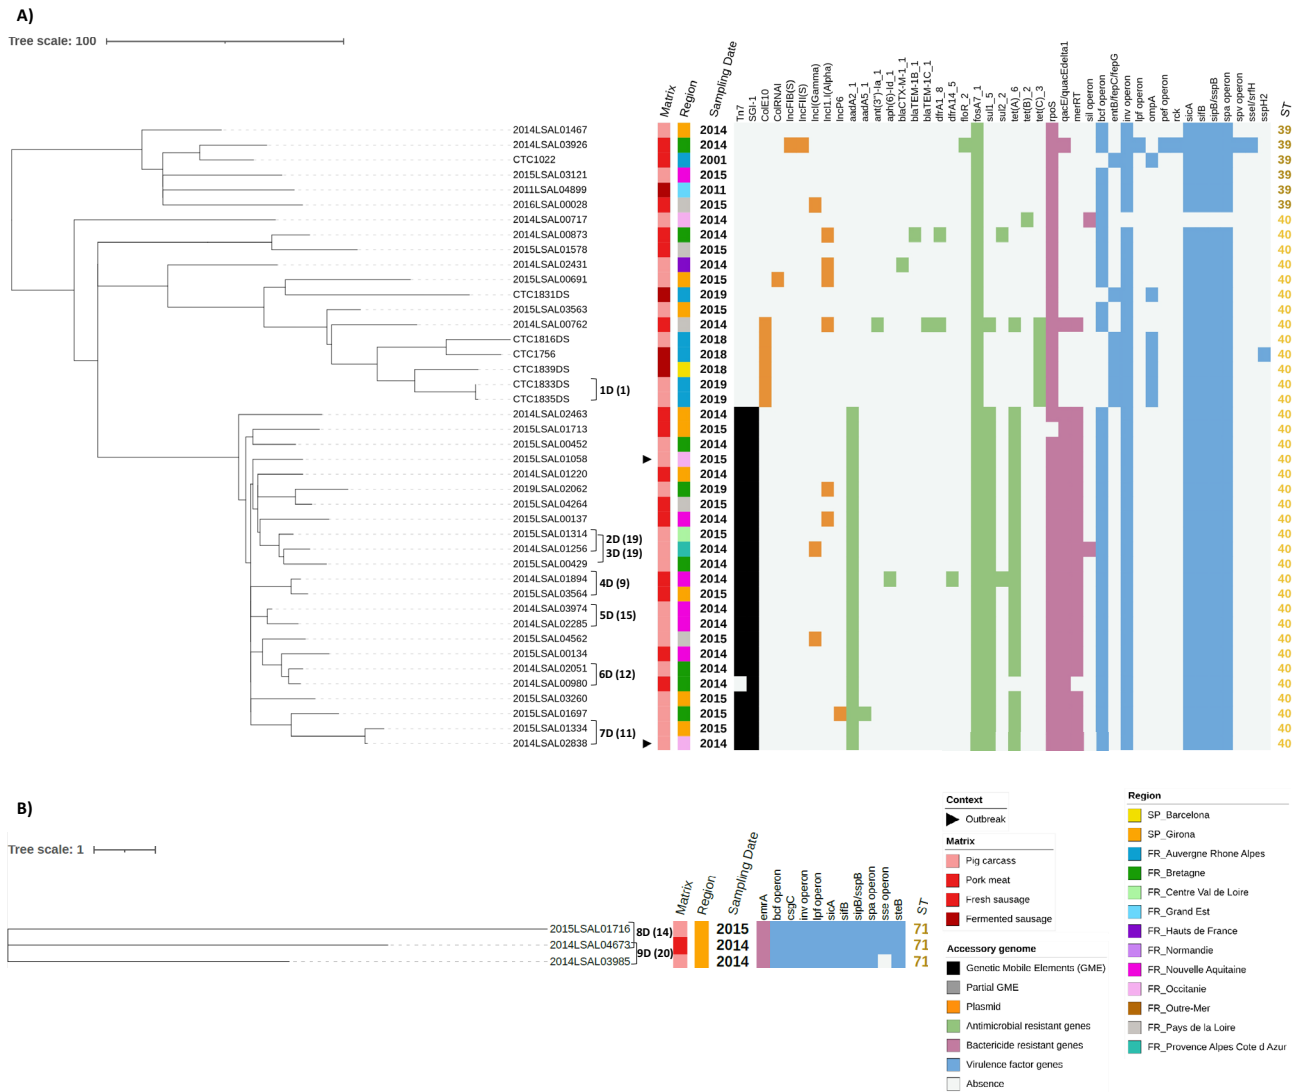 A)
Tree scale: 100
Matrix
Region
Sampling Date
Tn7
SGI-1
ColE10
ColRNAI
IncFIB(S)
IncFII(S)
IncI(Gamma)
IncI1.I(Alpha)
IncP6
aadA2_1
aadA5_1
ant(3'')-Ia_1
aph(6)-Id_1
blaCTX-M-1_1
blaTEM-1B_1
blaTEM-1C_1
dfrA1_8
dfrA14_5
floR_2
fosA7_1
sul1_5
sul2_2
tet(A)_6
tet(B)_2
tet(C)_3
rpoS
qacE/quacEdelta1
merRT
sil operon
bcf operon
entB/fepC/fepG
inv operon
lpf operon
ompA
pef operon
rck
sicA
sifB
sipB/sspB
spa operon
spv operon
sseI/srfH
sspH2
ST
2014LSAL01467 2014 39
2014LSAL03926 2014 39
CTC1022 2001 39
2015LSAL03121 2015 39
2011LSAL04899 2011 39
2016LSAL00028 2015 39
2014LSAL00717 2014 40
2014LSAL00873 2014 40
2015LSAL01578 2015 40
2014LSAL02431 2014 40
2015LSAL00691 2015 40
CTC1831DS 2019 40
2015LSAL03563 2015 40
2014LSAL00762 2014 40
CTC1816DS 2018 40
CTC1756 2018 40
CTC1839DS 2018 40
CTC1833DS 2019 40
1D (1)
CTC1835DS 2019 40
2014LSAL02463 2014 40
2015LSAL01713 2015 40
2015LSAL00452 2014 40
2015LSAL01058 2015 40
2014LSAL01220 2014 40
2019LSAL02062 2019 40
2015LSAL04264 2015 40
2015LSAL00137 2014 40
2015LSAL01314 2015 40
2D (19)
2014LSAL01256 2014 40
3D (19)
2015LSAL00429 2014 40
2014LSAL01894 2014 40
4D (9)
2015LSAL03564 2015 40
2014LSAL03974 2014 40
5D (15)
2014LSAL02285 2014 40
2015LSAL04562 2015 40
2015LSAL00134 2014 40
2014LSAL02051 2014 40
6D (12)
2014LSAL00980 2014 40
2015LSAL03260 2015 40
2015LSAL01697 2015 40
2015LSAL01334 2015 40
7D (11)
2014LSAL02838 2014 40
B)
Tree scale: 1
Matrix
Region
Sampling Date
emrA
bcf operon
csgC
inv operon
lpf operon
sicA
sifB
sipB/sspB
spa operon
sse operon
steB
ST
2015LSAL01716 8D (14) 2015 71
2014LSAL04673 9D (20) 2014 71
2014LSAL03985 2014 71
Context
Outbreak
Matrix
Pig carcass
Pork meat
Fresh sausage
Fermented sausage
Accessory genome
Genetic Mobile Elements (GME)
Partial GME
Plasmid
Antimicrobial resistant genes
Bactericide resistant genes
Virulence factor genes
Absence
Region
SP_Barcelona
SP_Girona
FR_Auvergne Rhone Alpes
FR_Bretagne
FR_Centre Val de Loire
FR_Grand Est
FR_Hauts de France
FR_Normandie
FR_Nouvelle Aquitaine
FR_Occitanie
FR_Outre-Mer
FR_Pays de la Loire
FR_Provence Alpes Cote d Azur